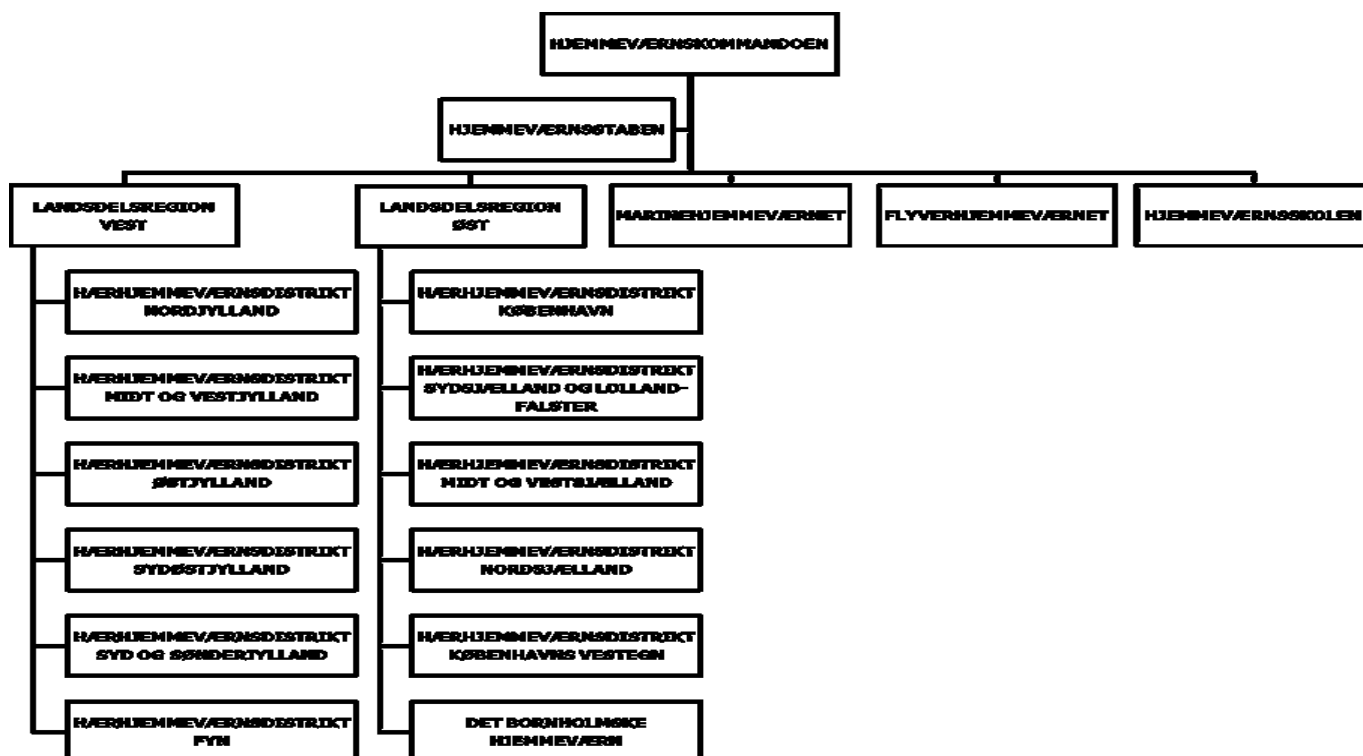 HJEMMEVÆRNSKOMMANDOEN
HJEMMEVÆRNSSTABEN
LANDSDELSREGION
VEST
LANDSDELSREGION
ØST
MARINEHJEMMEVÆRNET
FLYVERHJEMMEVÆRNET
HJEMMEVÆRNSSKOLEN
HÆRHJEMMEVÆRNSDISTRIKT
NORDJYLLAND
HÆRHJEMMEVÆRNSDISTRIKT
MIDT OG VESTJYLLAND
HÆRHJEMMEVÆRNSDISTRIKT
ØSTJYLLAND
HÆRHJEMMEVÆRNSDISTRIKT
SYDØSTJYLLAND
HÆRHJEMMEVÆRNSDISTRIKT
SYD OG SØNDERJYLLAND
HÆRHJEMMEVÆRNSDISTRIKT
FYN
HÆRHJEMMEVÆRNSDISTRIKT
KØBENHAVN
HÆRHJEMMEVÆRNSDISTRIKT
SYDSJÆLLAND OG LOLLAND-
FALSTER
HÆRHJEMMEVÆRNSDISTRIKT
MIDT OG VESTSJÆLLAND
HÆRHJEMMEVÆRNSDISTRIKT
NORDSJÆLLAND
HÆRHJEMMEVÆRNSDISTRIKT
KØBENHAVNS VESTEGN
DET BORNHOLMSKE
HJEMMEVÆRN